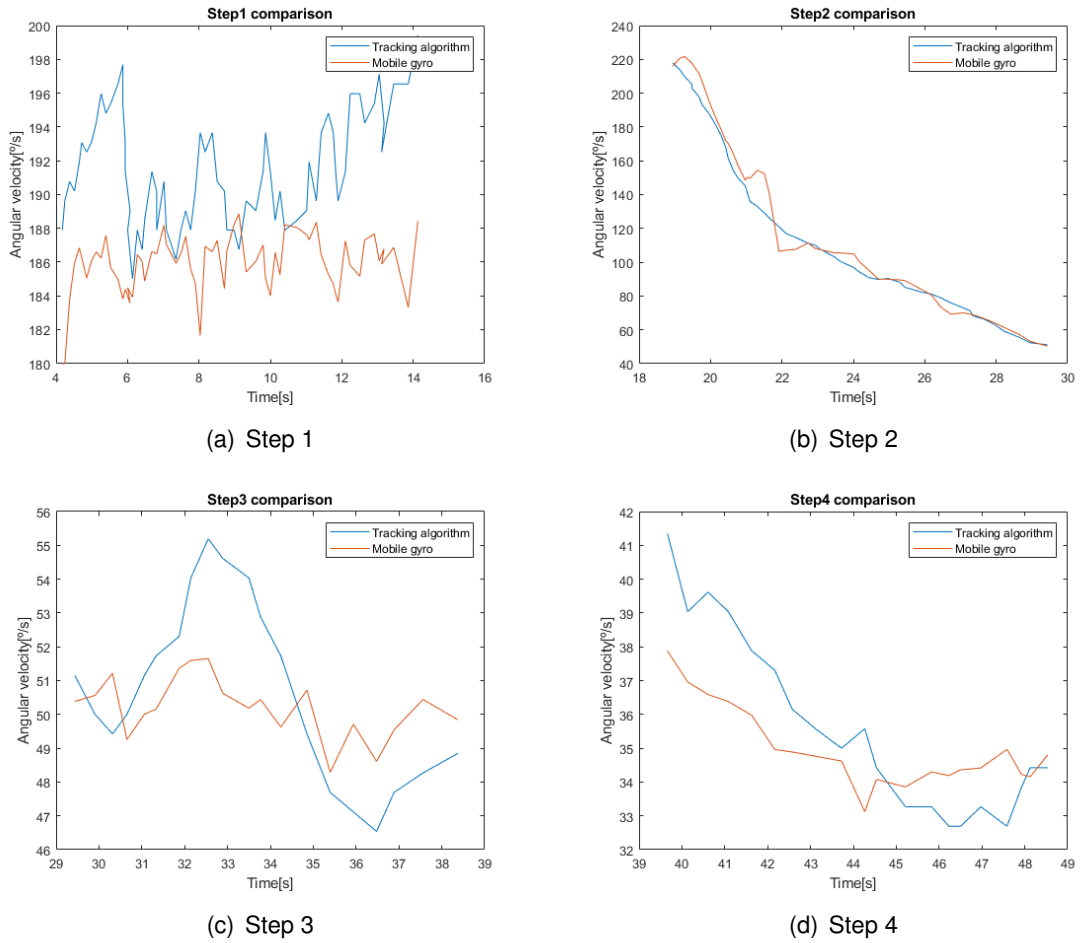 Step1 comparison
200
198
196
194
192
190
188
186
184
182
180
Angular velocity[º/s]
Tracking algorithm
Mobile gyro
4 6 8 10 12 14 16
Time[s]
(a) Step 1
Step2 comparison
240
220
200
180
160
140
120
100
80
60
40
Angular velocity[º/s]
Tracking algorithm
Mobile gyro
18 20 22 24 26 28 30
Time[s]
(b) Step 2
Step3 comparison
56
55
54
53
52
51
50
49
48
47
46
Angular velocity[º/s]
Tracking algorithm
Mobile gyro
29 30 31 32 33 34 35 36 37 38 39
Time[s]
(c) Step 3
Step4 comparison
42
41
40
39
38
37
36
35
34
33
32
Angular velocity[º/s]
Tracking algorithm
Mobile gyro
39 40 41 42 43 44 45 46 47 48 49
Time[s]
(d) Step 4